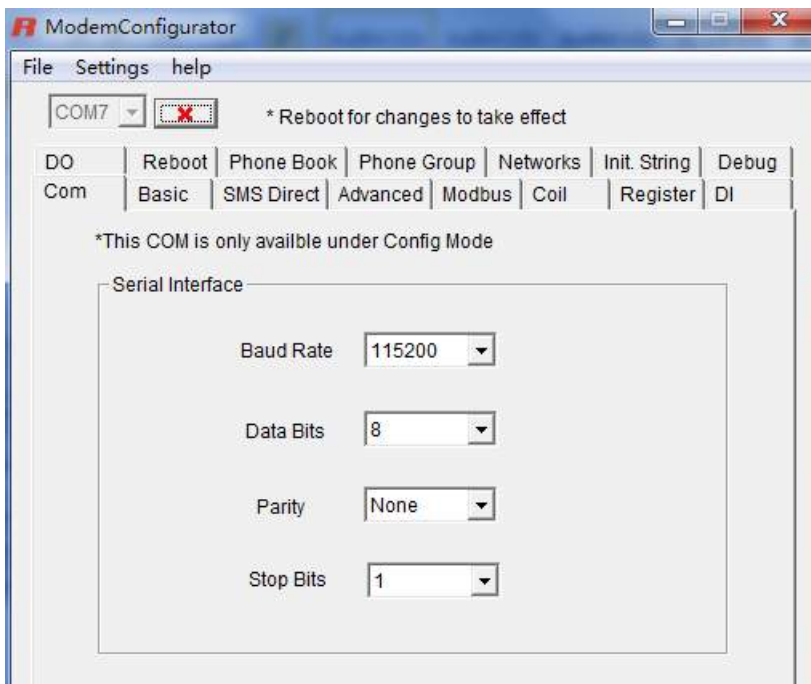 R ModemConfigurator
File Settings help
COM7 * Reboot for changes to take effect
DO Reboot Phone Book Phone Group Networks Init. String Debug
Com Basic SMS Direct Advanced Modbus Coil Register DI
*This COM is only availble under Config Mode
Serial Interface
Baud Rate 115200
Data Bits 8
Parity None
Stop Bits 1